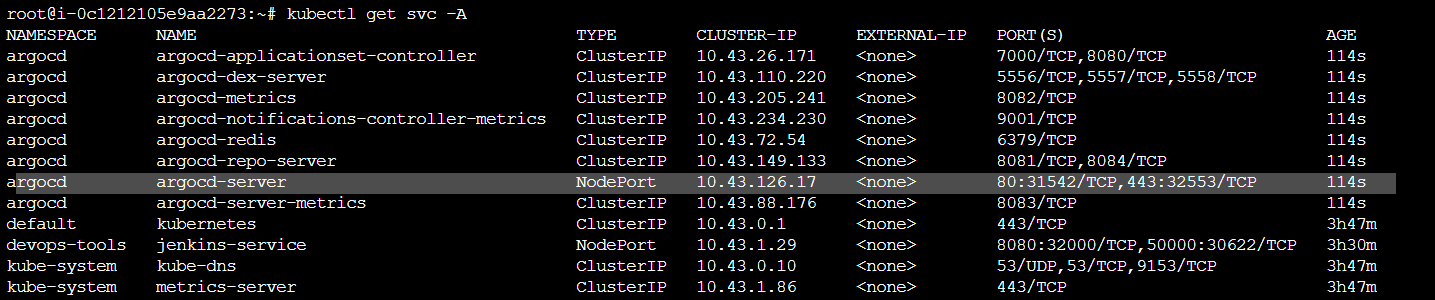 root@i-0c1212105e9aa2273:~# kubectl get svc -A
NAMESPACE NAME TYPE CLUSTER-IP EXTERNAL-IP PORT(S) AGE
argocd argocd-applicationset-controller ClusterIP 10.43.26.171 <none> 7000/TCP,8080/TCP 114s
argocd argocd-dex-server ClusterIP 10.43.110.220 <none> 5556/TCP,5557/TCP,5558/TCP 114s
argocd argocd-metrics ClusterIP 10.43.205.241 <none> 8082/TCP 114s
argocd argocd-notifications-controller-metrics ClusterIP 10.43.234.230 <none> 9001/TCP 114s
argocd argocd-redis ClusterIP 10.43.72.54 <none> 6379/TCP 114s
argocd argocd-repo-server ClusterIP 10.43.149.133 <none> 8081/TCP,8084/TCP 114s
argocd argocd-server NodePort 10.43.126.17 <none> 80:31542/TCP,443:32553/TCP 114s
argocd argocd-server-metrics ClusterIP 10.43.88.176 <none> 8083/TCP 114s
default kubernetes ClusterIP 10.43.0.1 <none> 443/TCP 3h47m
devops-tools jenkins-service NodePort 10.43.1.29 <none> 8080:32000/TCP,50000:30622/TCP 3h30m
kube-system kube-dns ClusterIP 10.43.0.10 <none> 53/UDP,53/TCP,9153/TCP 3h47m
kube-system metrics-server ClusterIP 10.43.1.86 <none> 443/TCP 3h47m